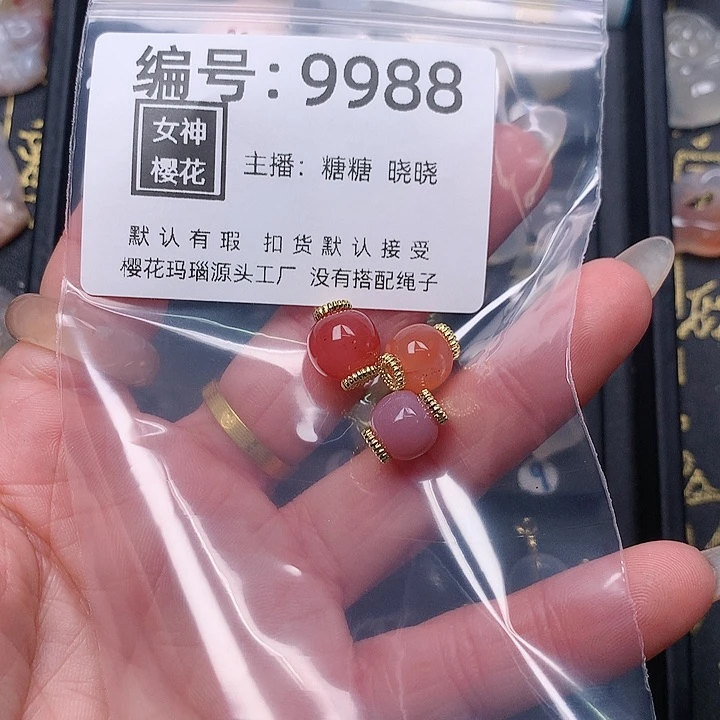 编号:9988
女神
樱花
主播: 糖糖 晓晓
默认有瑕 扣货默认接受
樱花玛瑙源头工厂 没有搭配绳子